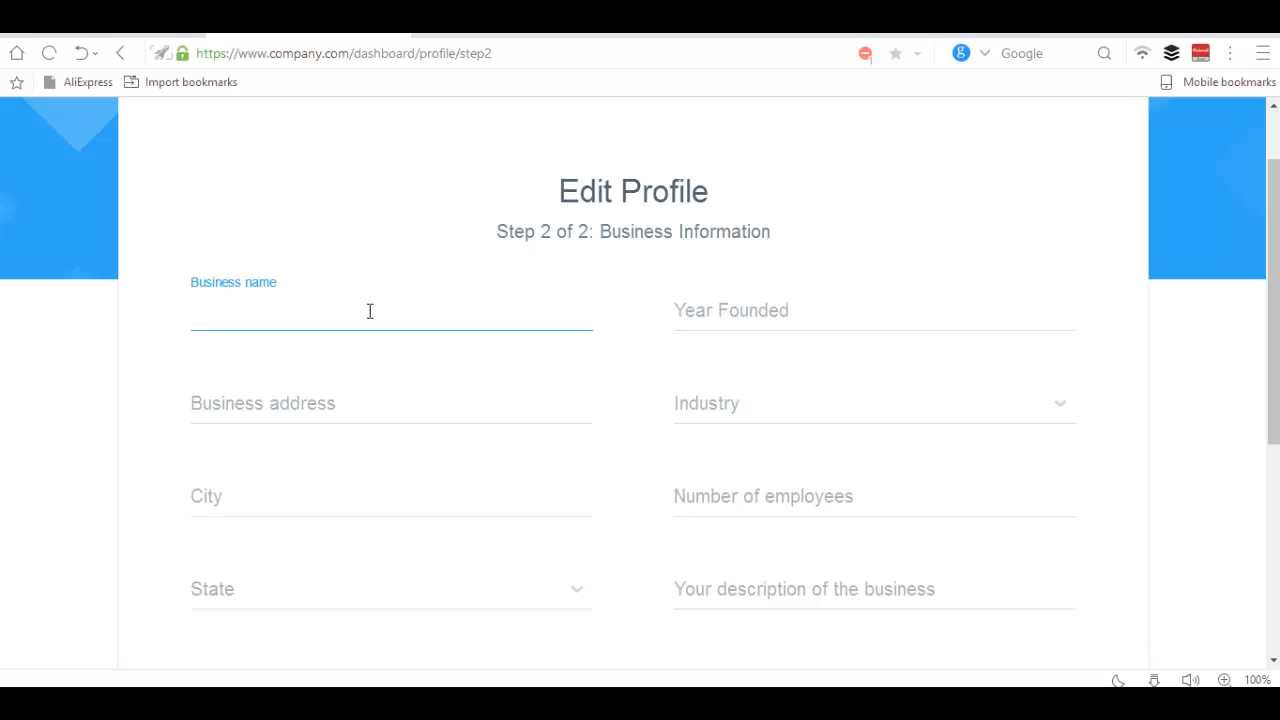 https://www.company.com/dashboard/profile/step2
Google
AliExpress
Import bookmarks
Mobile bookmarks
Edit Profile
Step 2 of 2: Business Information
Business name
Year Founded
Business address
Industry
City
Number of employees
State
Your description of the business
100%